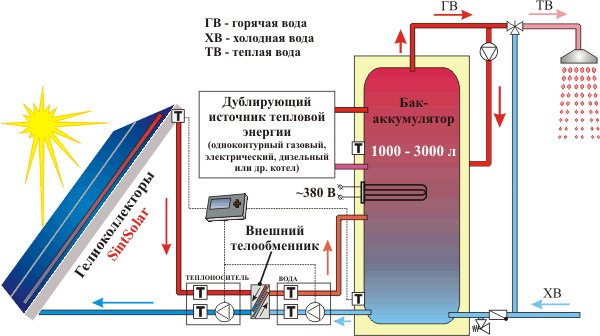 ГВ - горячая вода
ХВ - холодная вода
ТВ - теплая вода
ГВ
ТВ
Дублирующий
источник тепловой
энергии
(одноконтурный газовый,
электрический, дизельный
или др. котел)
Бак-
аккумулятор
1000 - 3000 л
~380 В
Гелиоколлекторы
SintSolar
Внешний
теплообменник
ТЕПЛОНОСИТЕЛЬ
ВОДА
ХВ
Т
Т
Т
Т
Т
Т
Т
Т